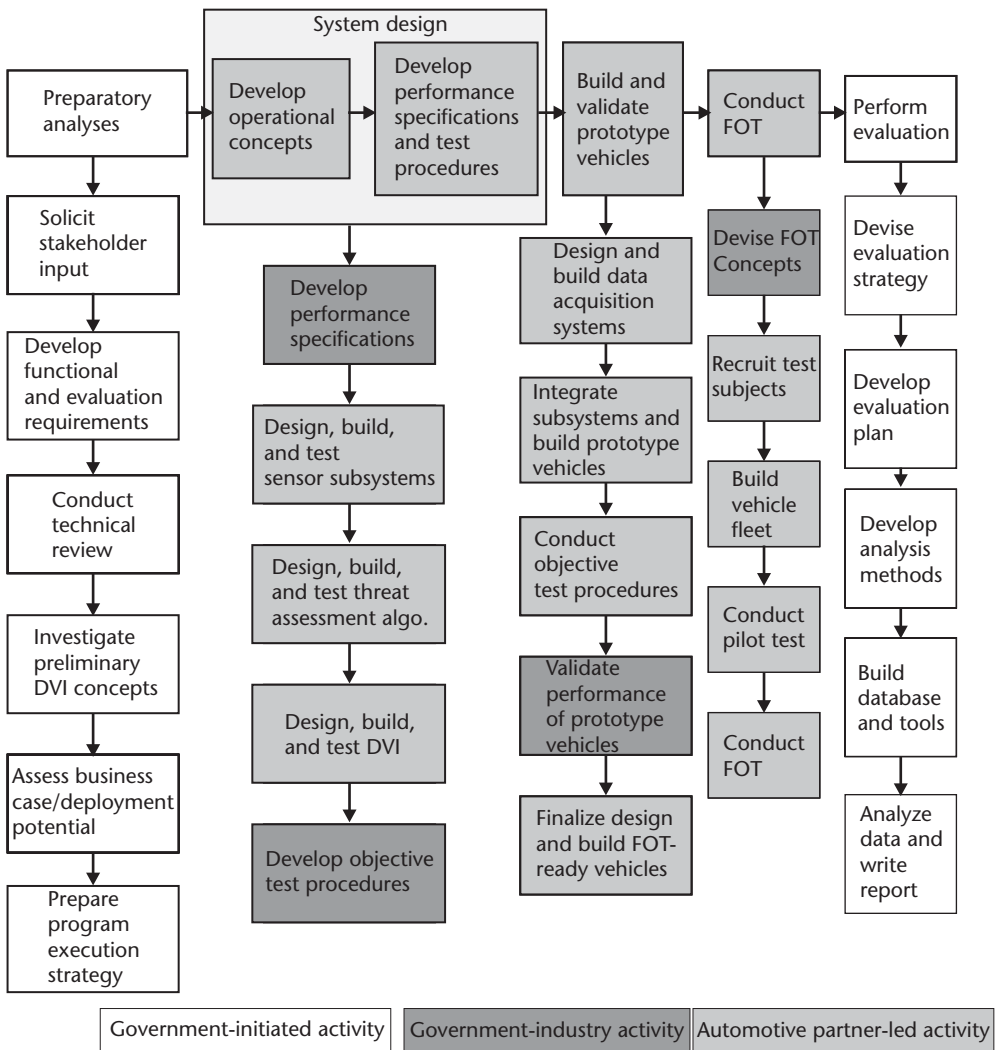 System design
Preparatory
analyses
Develop
operational
concepts
Develop
performance
specifications
and test
procedures
Build and
validate
prototype
vehicles
Conduct
FOT
Perform
evaluation
Solicit
stakeholder
input
Develop
functional
and evaluation
requirements
Conduct
technical
review
Investigate
preliminary
DVI concepts
Assess business
case/deployment
potential
Prepare
program
execution
strategy
Develop
performance
specifications
Design, build,
and test
sensor subsystems
Design, build,
and test threat
assessment algo.
Design, build,
and test DVI
Develop objective
test procedures
Design and
build data
acquisition
systems
Integrate
subsystems and
build prototype
vehicles
Conduct
objective
test procedures
Validate
performance
of prototype
vehicles
Finalize design
and build FOT-
ready vehicles
Devise FOT
Concepts
Recruit test
subjects
Build
vehicle
fleet
Conduct
pilot test
Conduct
FOT
Devise
evaluation
strategy
Develop
evaluation
plan
Develop
analysis
methods
Build
database
and tools
Analyze
data and
write
report
Government-initiated activity
Government-industry activity
Automotive partner-led activity